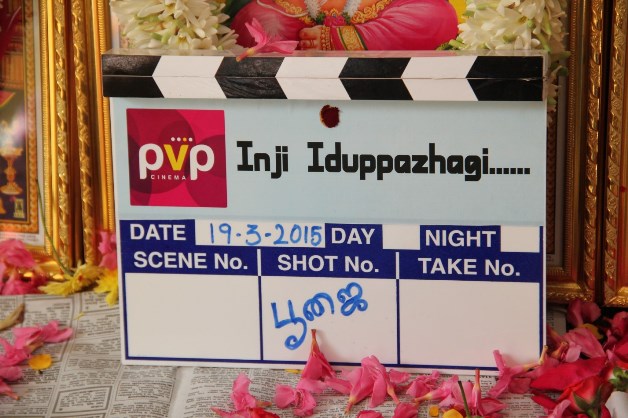 pvp
CINEMA
Inji Iduppazhagi......
DATE 19-3-2015 DAY NIGHT
SCENE No. SHOT No. TAKE No.
பூஜை